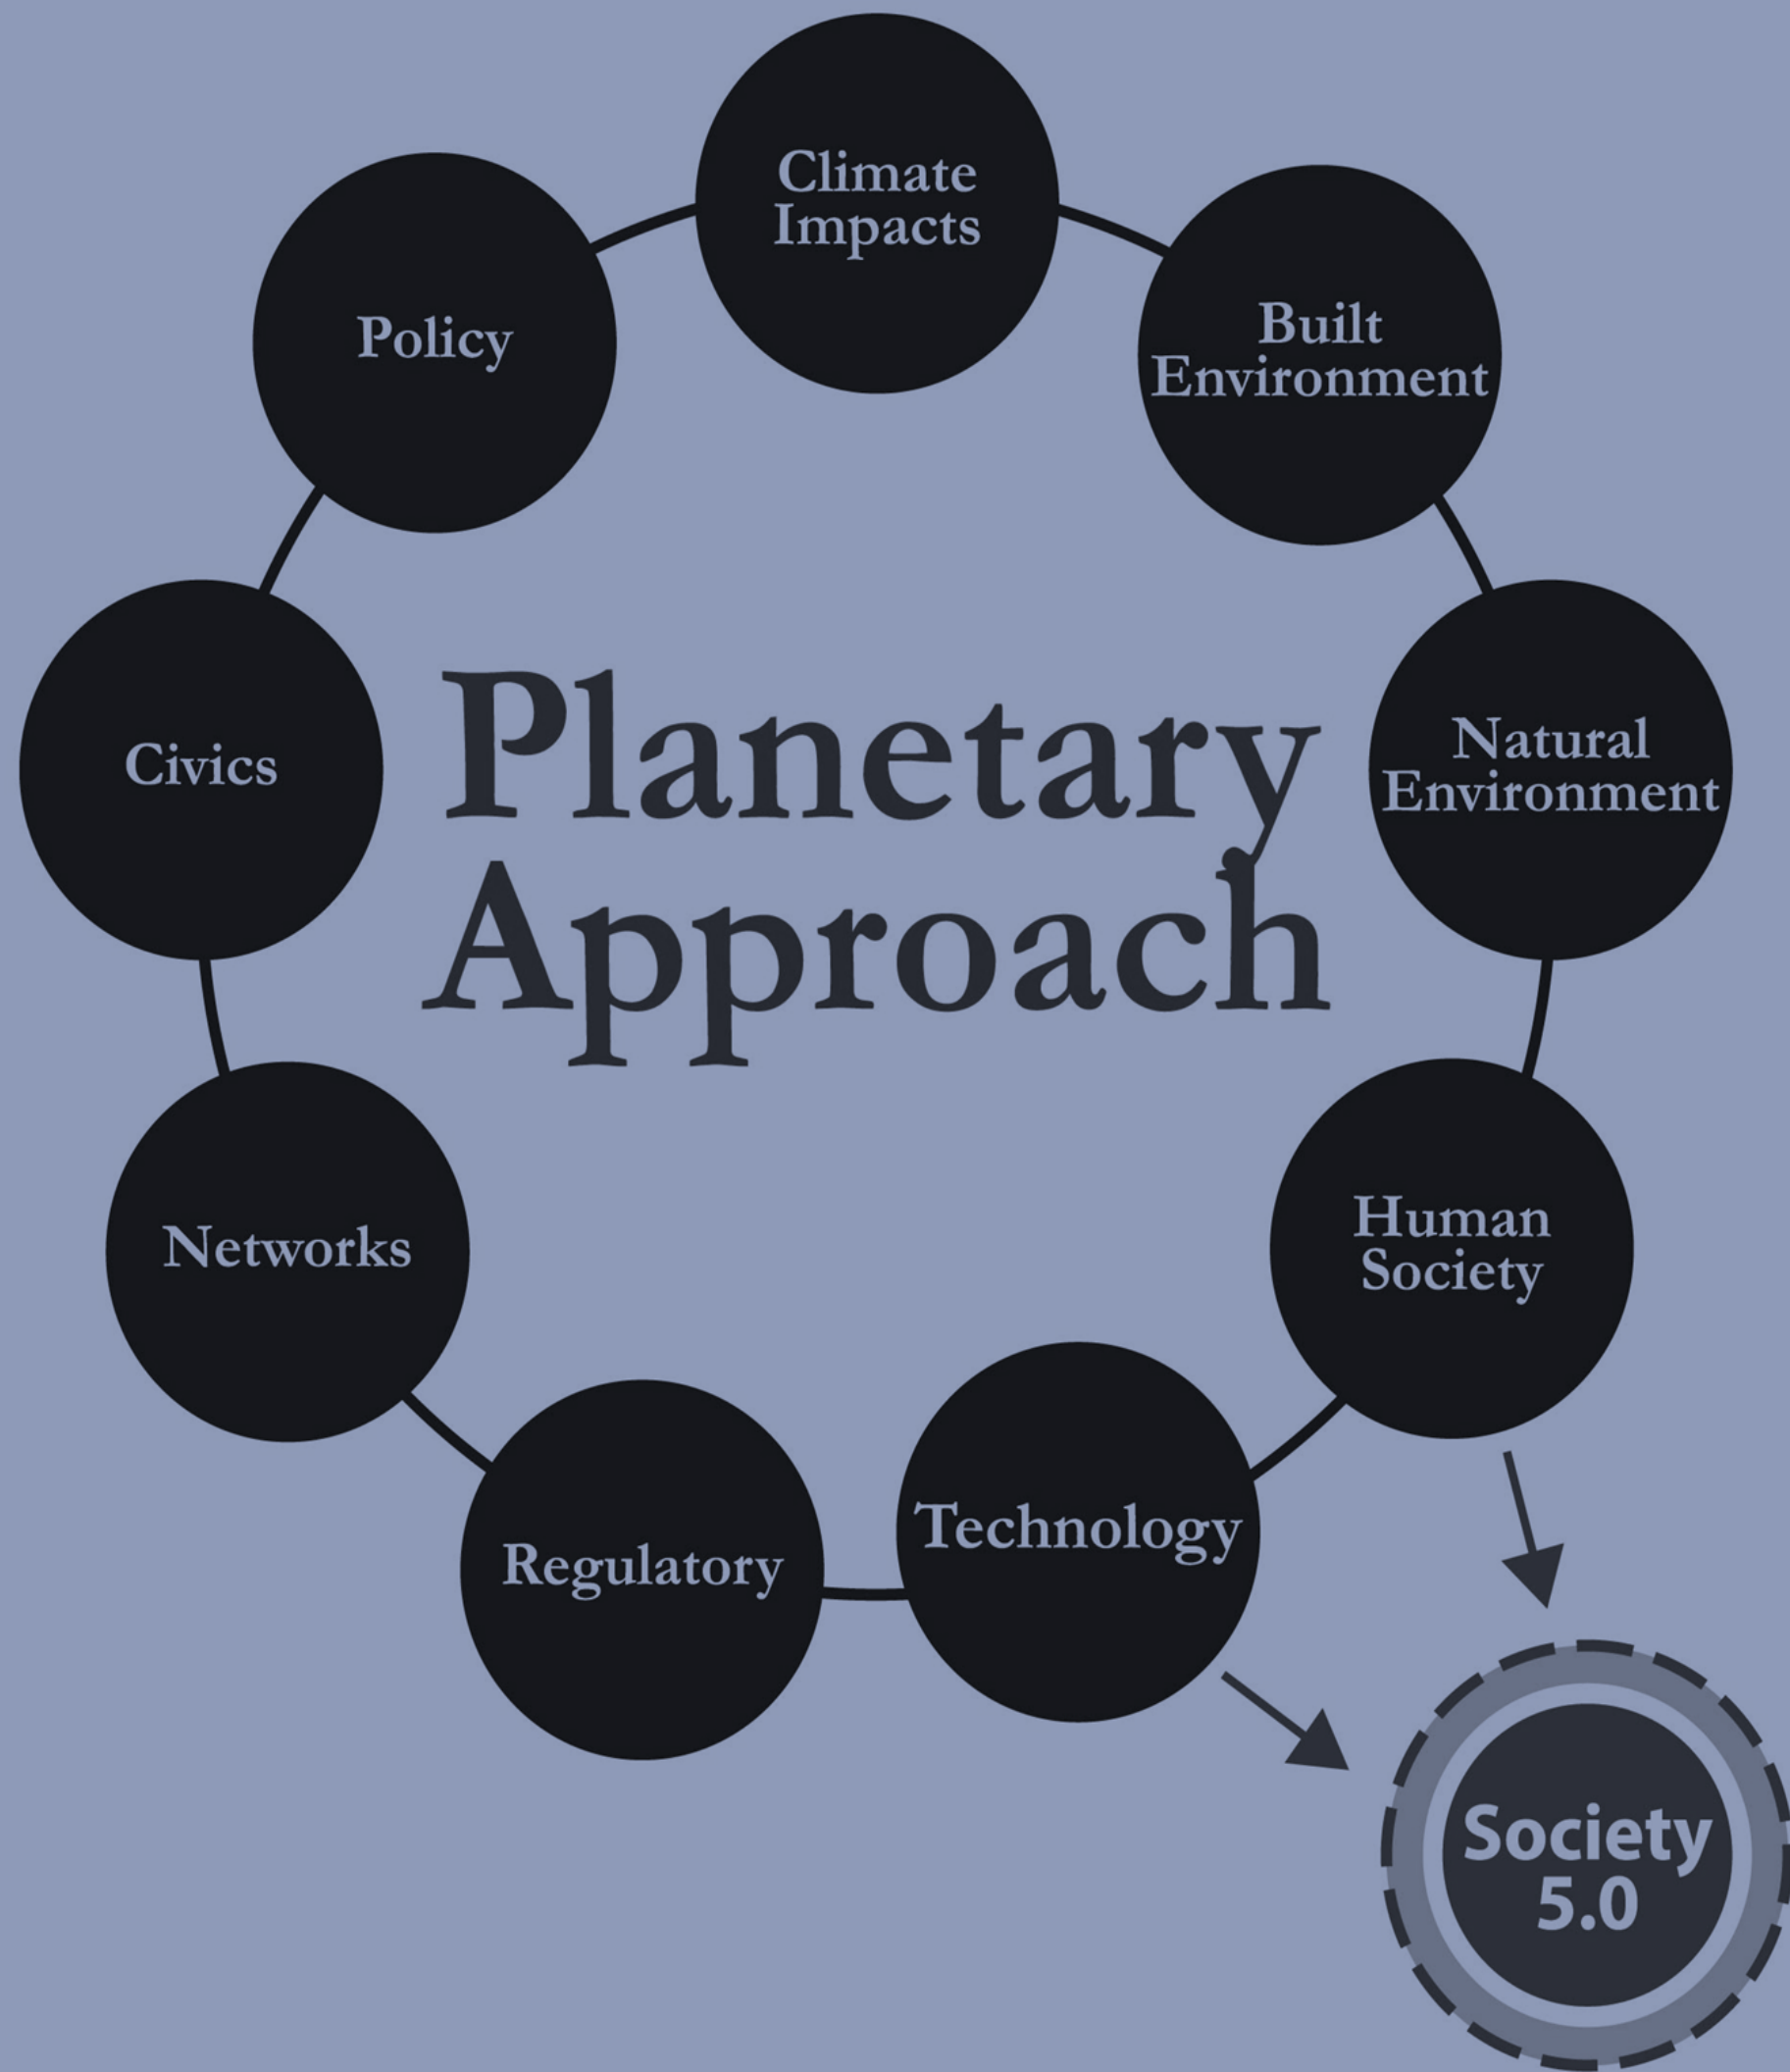 Climate
Impacts
Built
Environment
Natural
Environment
Human
Society
Technology
Regulatory
Networks
Civics
Policy
Planetary
Approach
Society
5.0